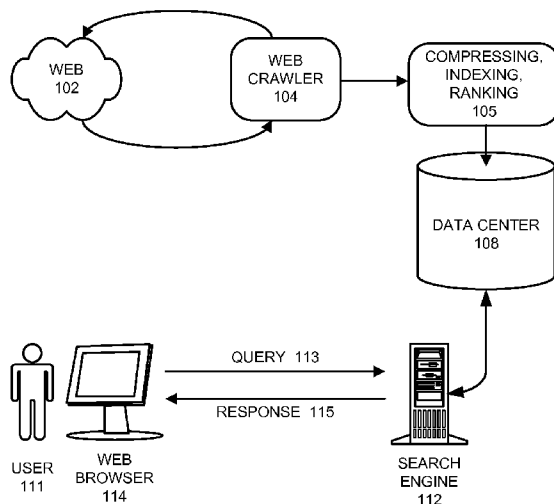 WEB
102
WEB
CRAWLER
104
COMPRESSING,
INDEXING,
RANKING
105
DATA CENTER
108
QUERY 113
RESPONSE 115
USER
111
WEB
BROWSER
114
SEARCH
ENGINE
112